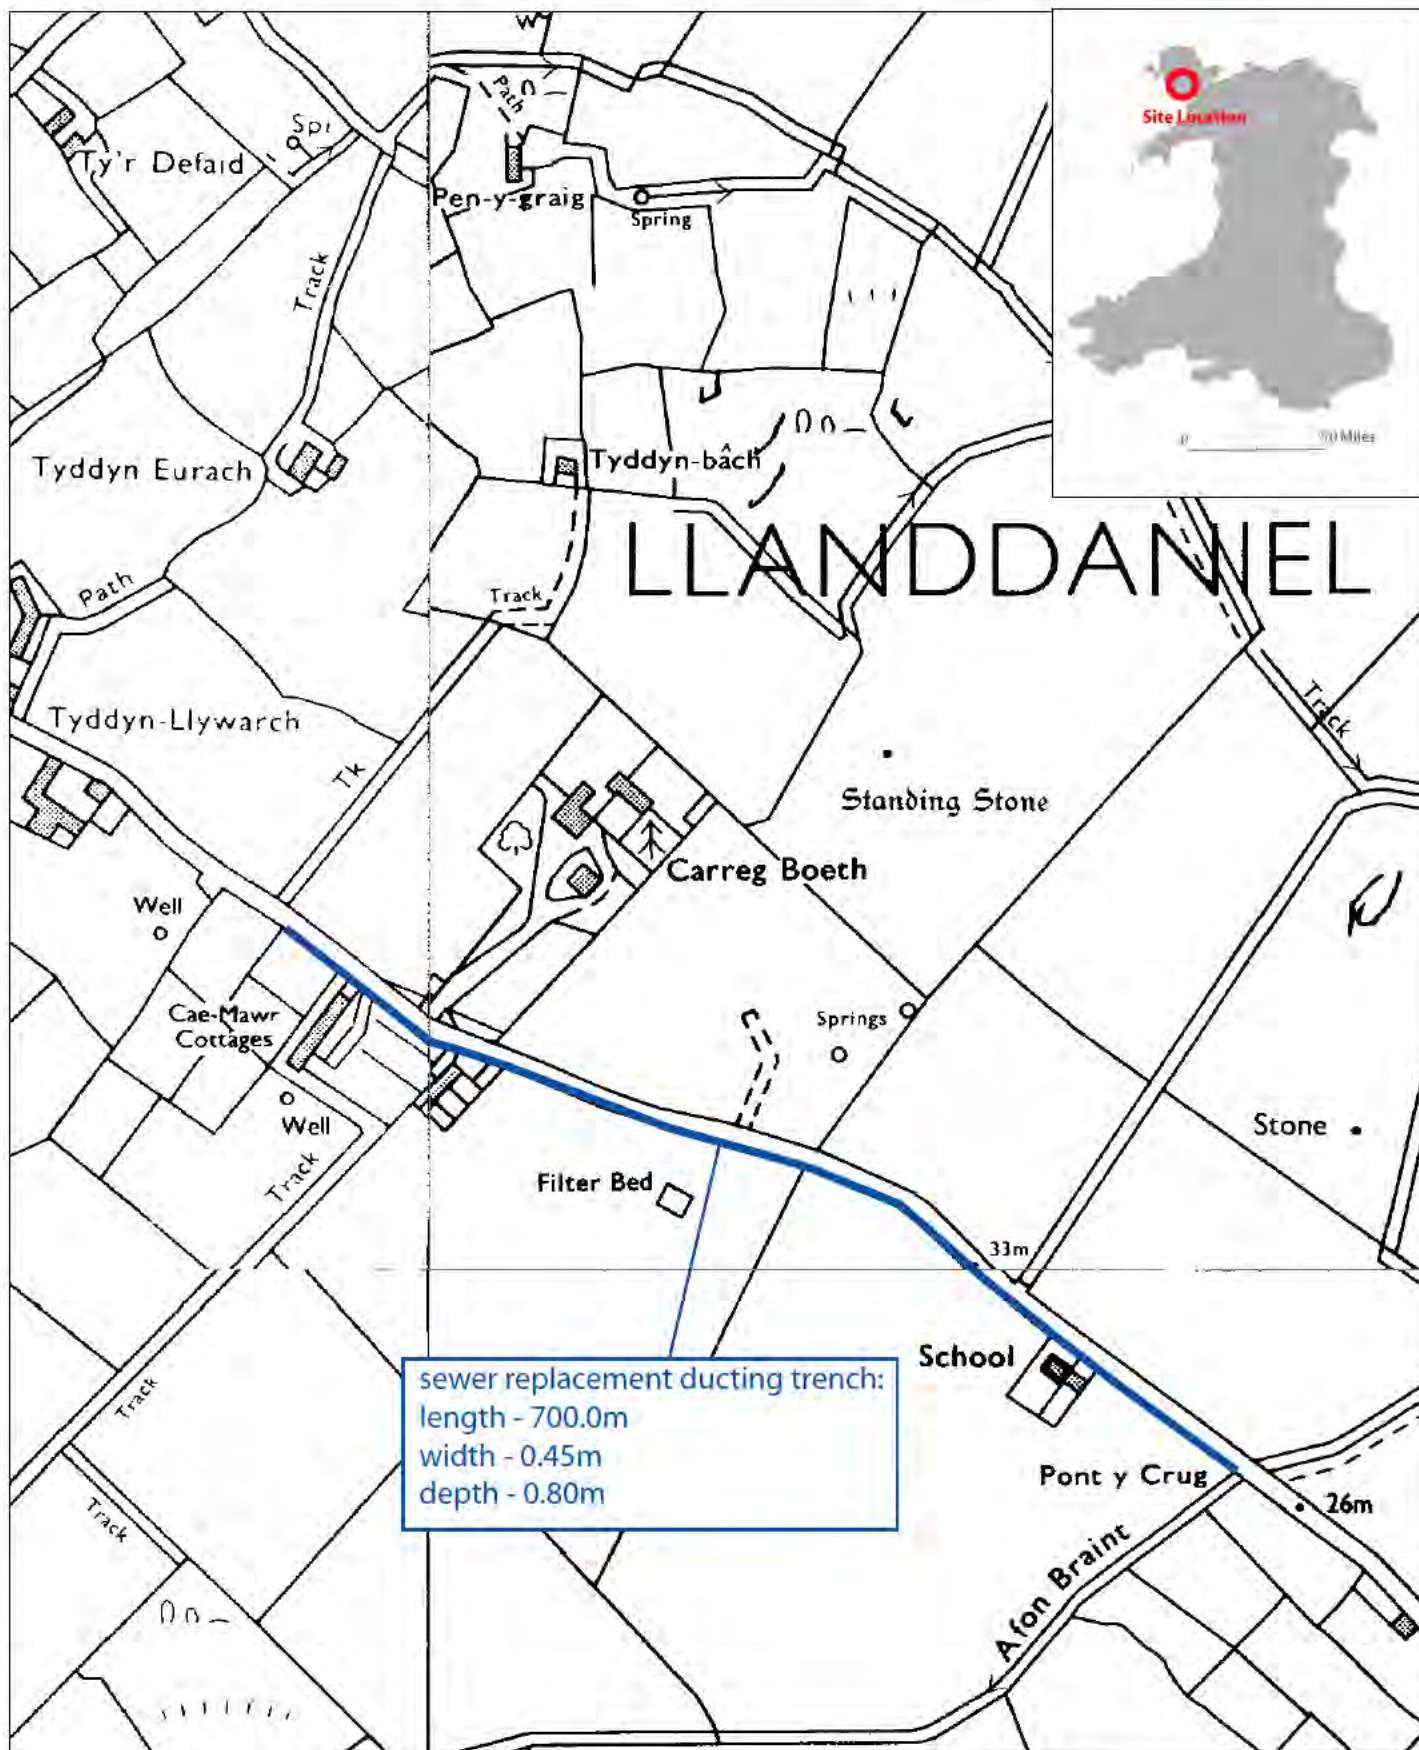 W
Path
Spr
Ty'r Defaid
Pen-y-graig
Spring
Track
Site Location
0
50 Miles
Tyddyn Eurach
Tyddyn-bâch
LLANDDANIEL
Path
Track
Tyddyn-Llywarch
Tk
Track
Standing Stone
Carreg Boeth
Well
Cae-Mawr
Cottages
Springs
Well
Stone
Track
Filter Bed
33m
School
sewer replacement ducting trench:
length - 700.0m
width - 0.45m
depth - 0.80m
Track
Pont y Crug
26m
Track
Afon Braint